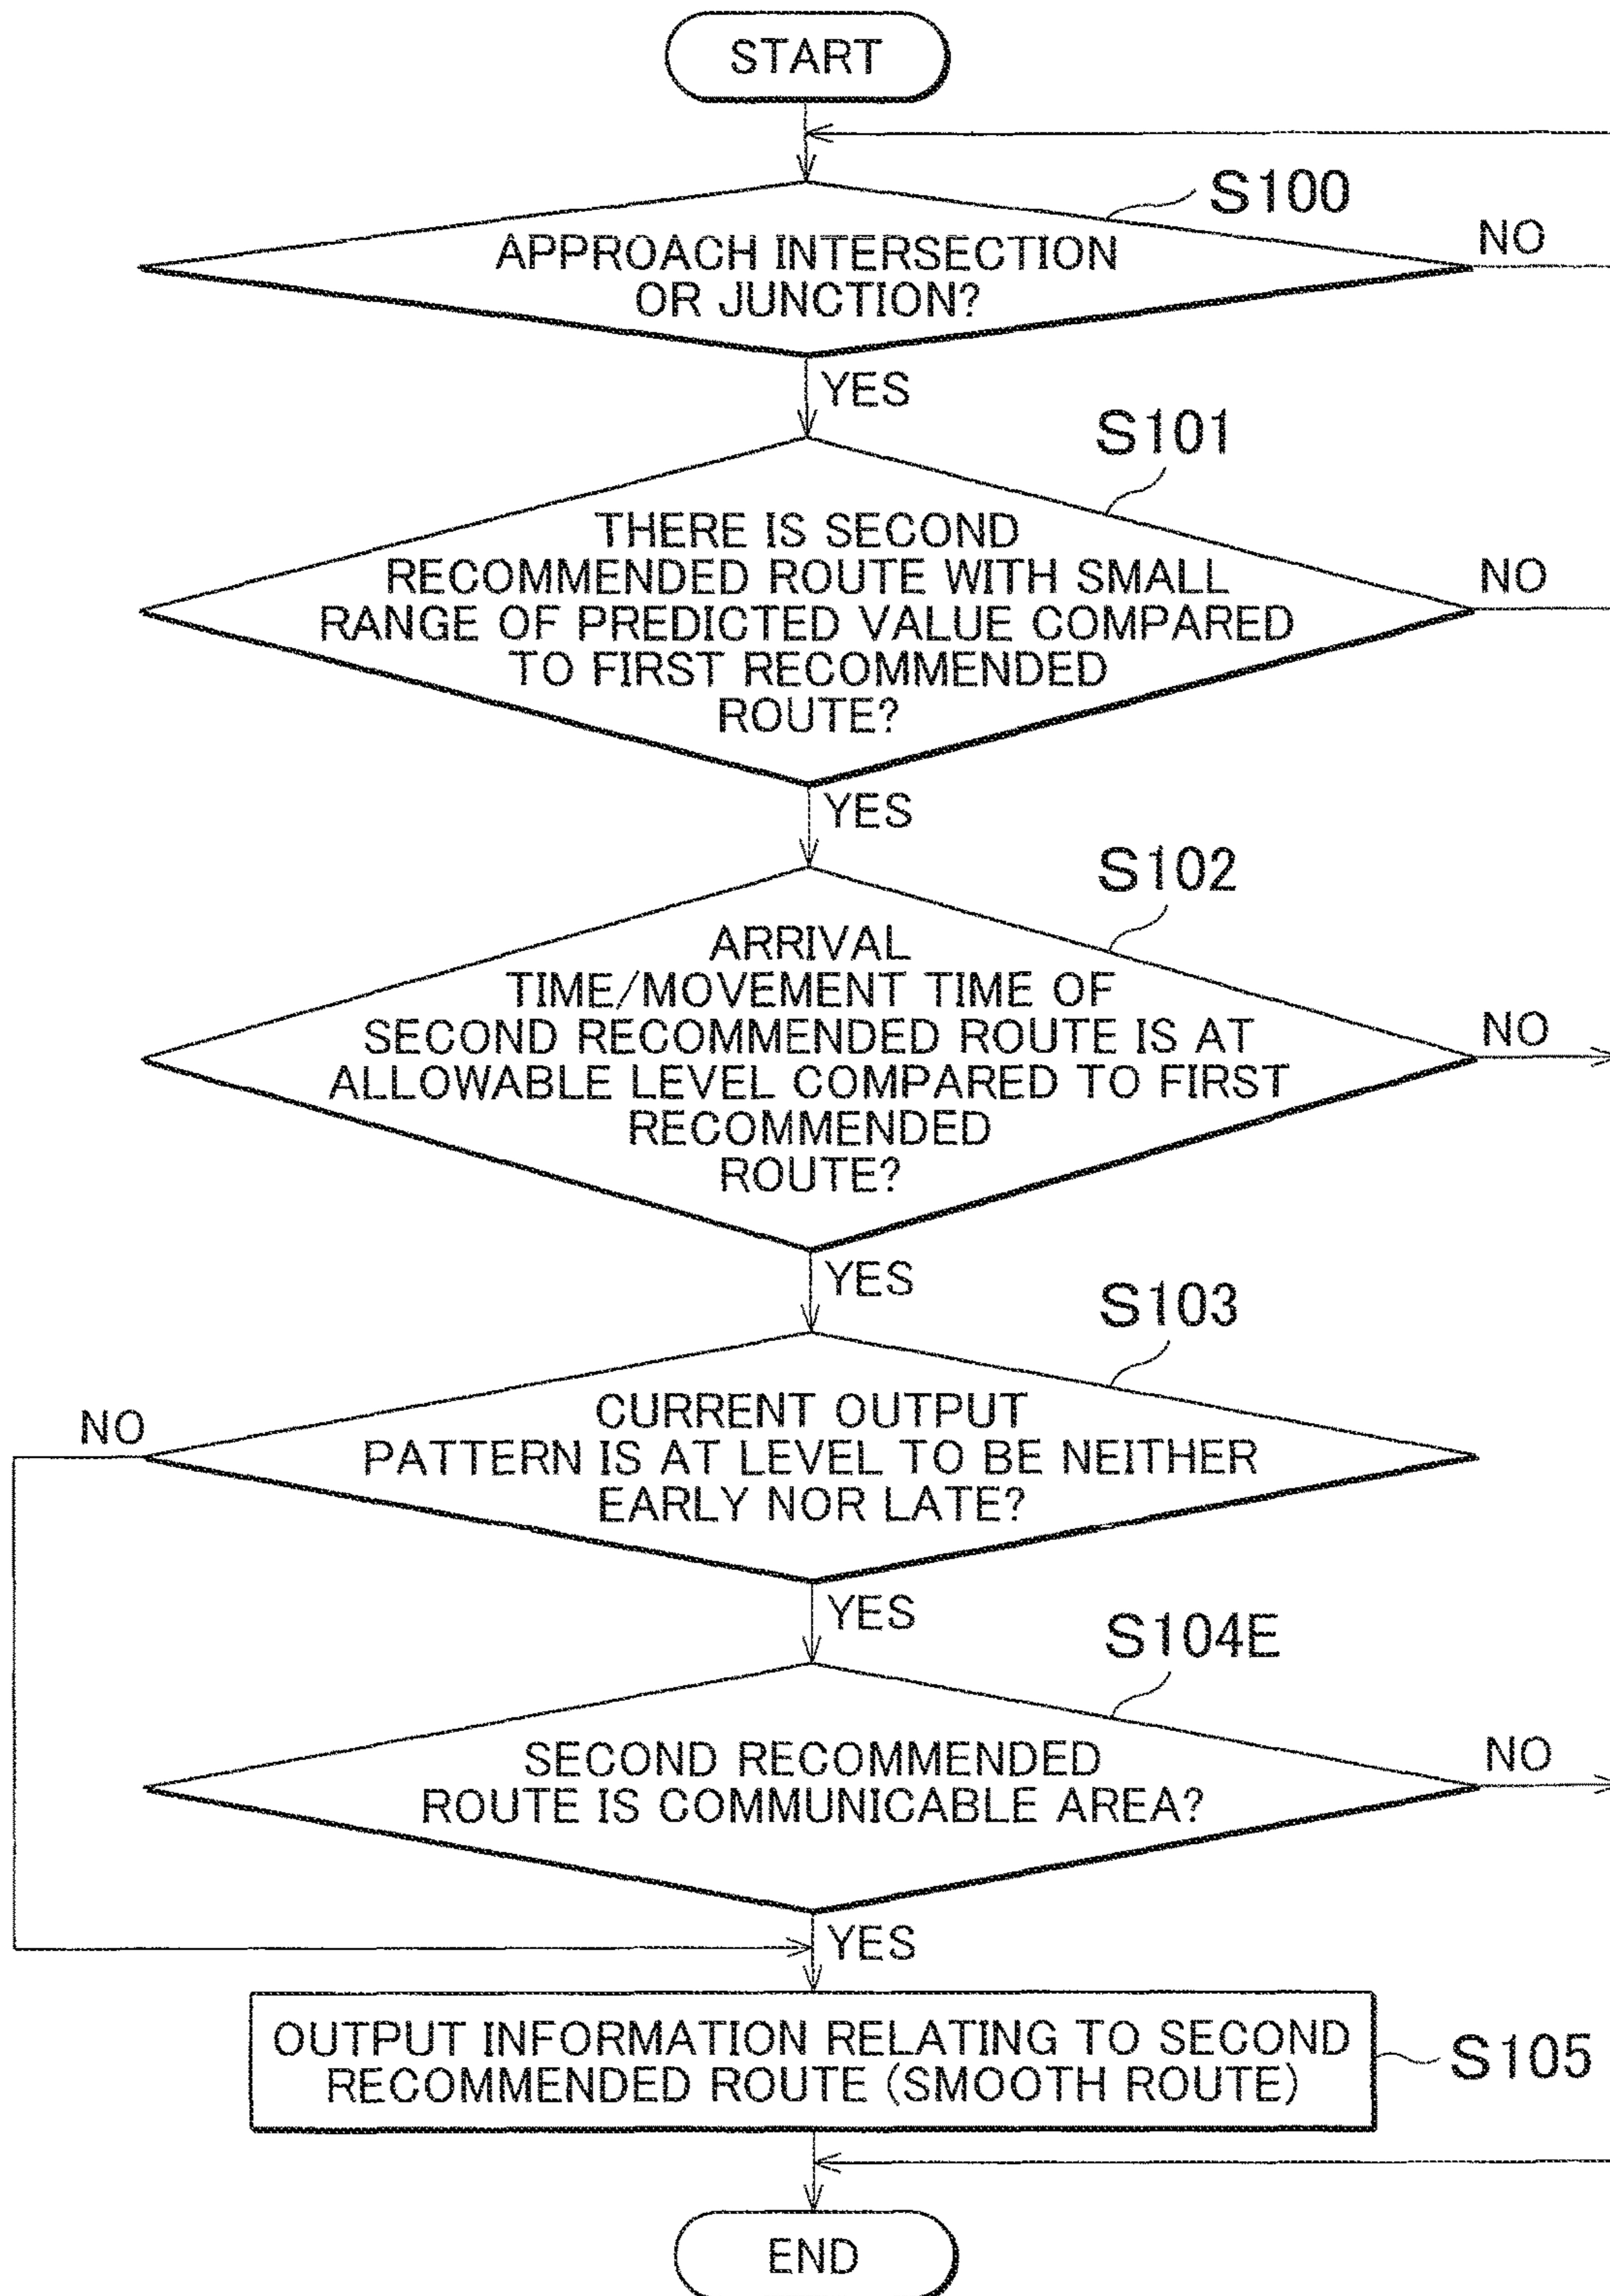 START
S100
APPROACH INTERSECTION
OR JUNCTION?
NO
YES
S101
THERE IS SECOND
RECOMMENDED ROUTE WITH SMALL
RANGE OF PREDICTED VALUE COMPARED
TO FIRST RECOMMENDED
ROUTE?
NO
YES
S102
ARRIVAL
TIME/MOVEMENT TIME OF
SECOND RECOMMENDED ROUTE IS AT
ALLOWABLE LEVEL COMPARED TO FIRST
RECOMMENDED
ROUTE?
NO
YES
S103
CURRENT OUTPUT
PATTERN IS AT LEVEL TO BE NEITHER
EARLY NOR LATE?
NO
YES
S104E
SECOND RECOMMENDED
ROUTE IS COMMUNICABLE AREA?
NO
YES
OUTPUT INFORMATION RELATING TO SECOND
RECOMMENDED ROUTE (SMOOTH ROUTE)
S105
END